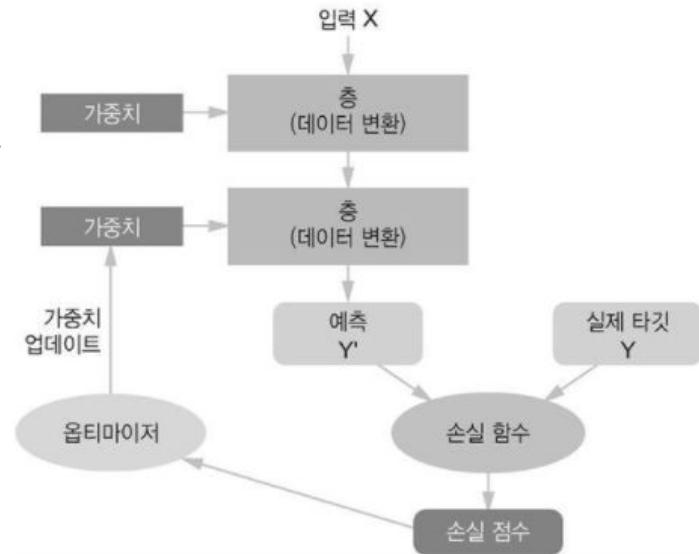 입력 X
가중치
층
(데이터 변환)
가중치
층
(데이터 변환)
가중치
업데이트
예측
Y'
실제 타깃
Y
옵티마이저
손실 함수
손실 점수